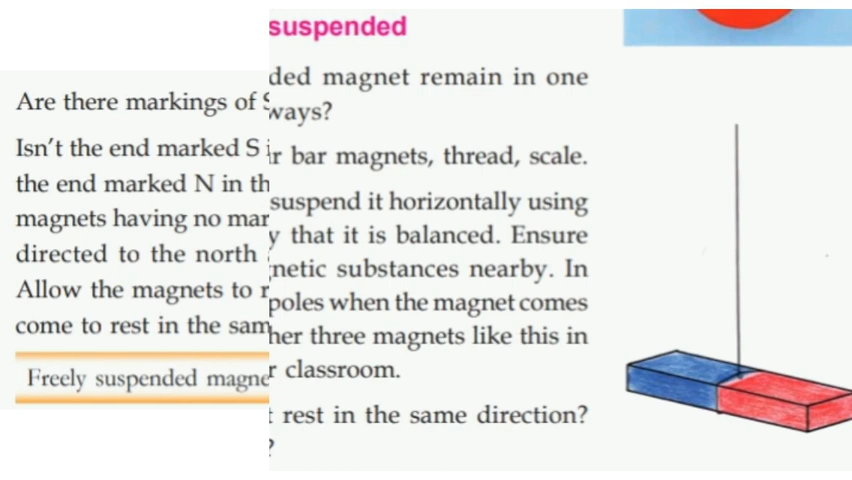 suspended
ded magnet remain in one
ways?
r bar magnets, thread, scale.
suspend it horizontally using
y that it is balanced. Ensure
netic substances nearby. In
poles when the magnet comes
her three magnets like this in
r classroom.
t rest in the same direction?
?
Are there markings of S
Isn't the end marked S i
the end marked N in th
magnets having no mar
directed to the north
Allow the magnets to r
come to rest in the sam
Freely suspended magne